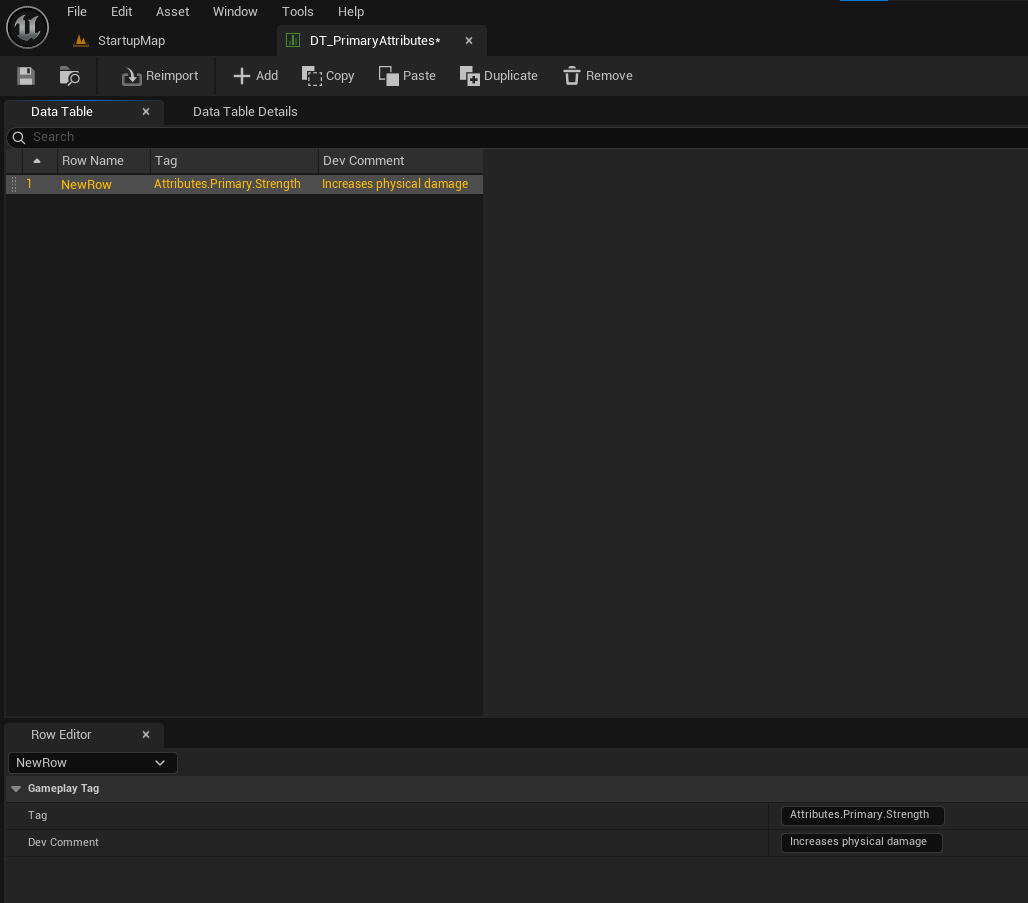 File Edit Asset Window Tools Help
StartupMap DT_PrimaryAttributes*
Reimport Add Copy Paste Duplicate Remove
Data Table Data Table Details
Search
Row Name Tag Dev Comment
1 NewRow Attributes.Primary.Strength Increases physical damage
Row Editor
NewRow
Gameplay Tag
Tag Attributes.Primary.Strength
Dev Comment Increases physical damage